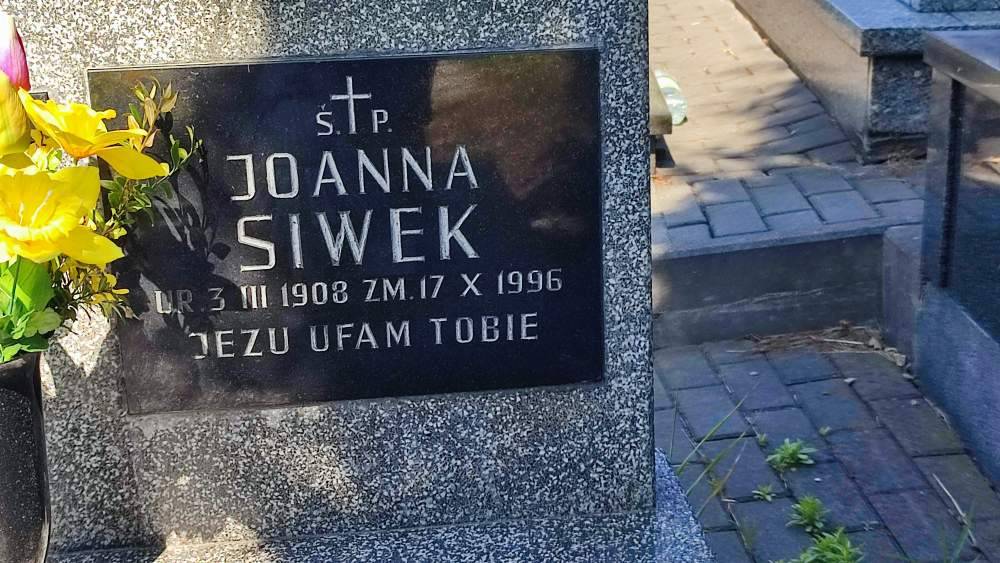 Ś. P.
JOANNA
SIWEK
UR. 3 III 1908 ZM. 17 X 1996
JEZU UFAM TOBIE